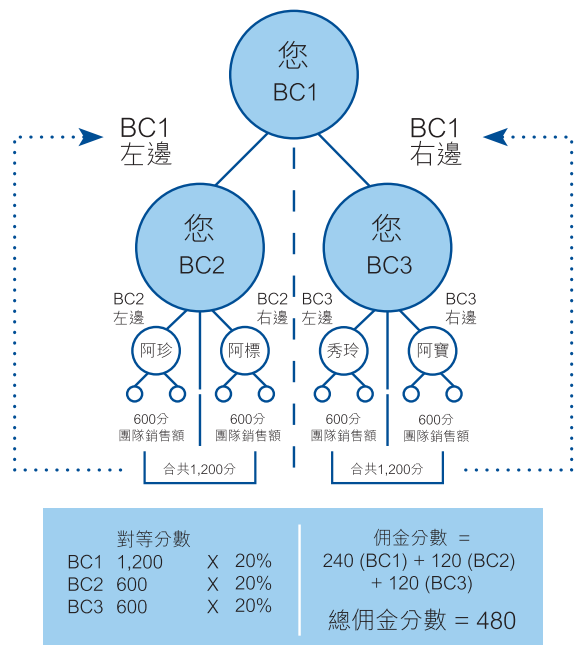 您
BC1
BC1
左邊
BC1
右邊
您
BC2
您
BC3
BC2
左邊
BC2
右邊
BC3
左邊
BC3
右邊
阿珍
阿標
秀玲
阿寶
600分
團隊銷售額
600分
團隊銷售額
600分
團隊銷售額
600分
團隊銷售額
合共1,200分
合共1,200分
對等分數
BC1 1,200 X 20%
BC2 600 X 20%
BC3 600 X 20%
佣金分數 =
240 (BC1) + 120 (BC2)
+ 120 (BC3)
總佣金分數 = 480